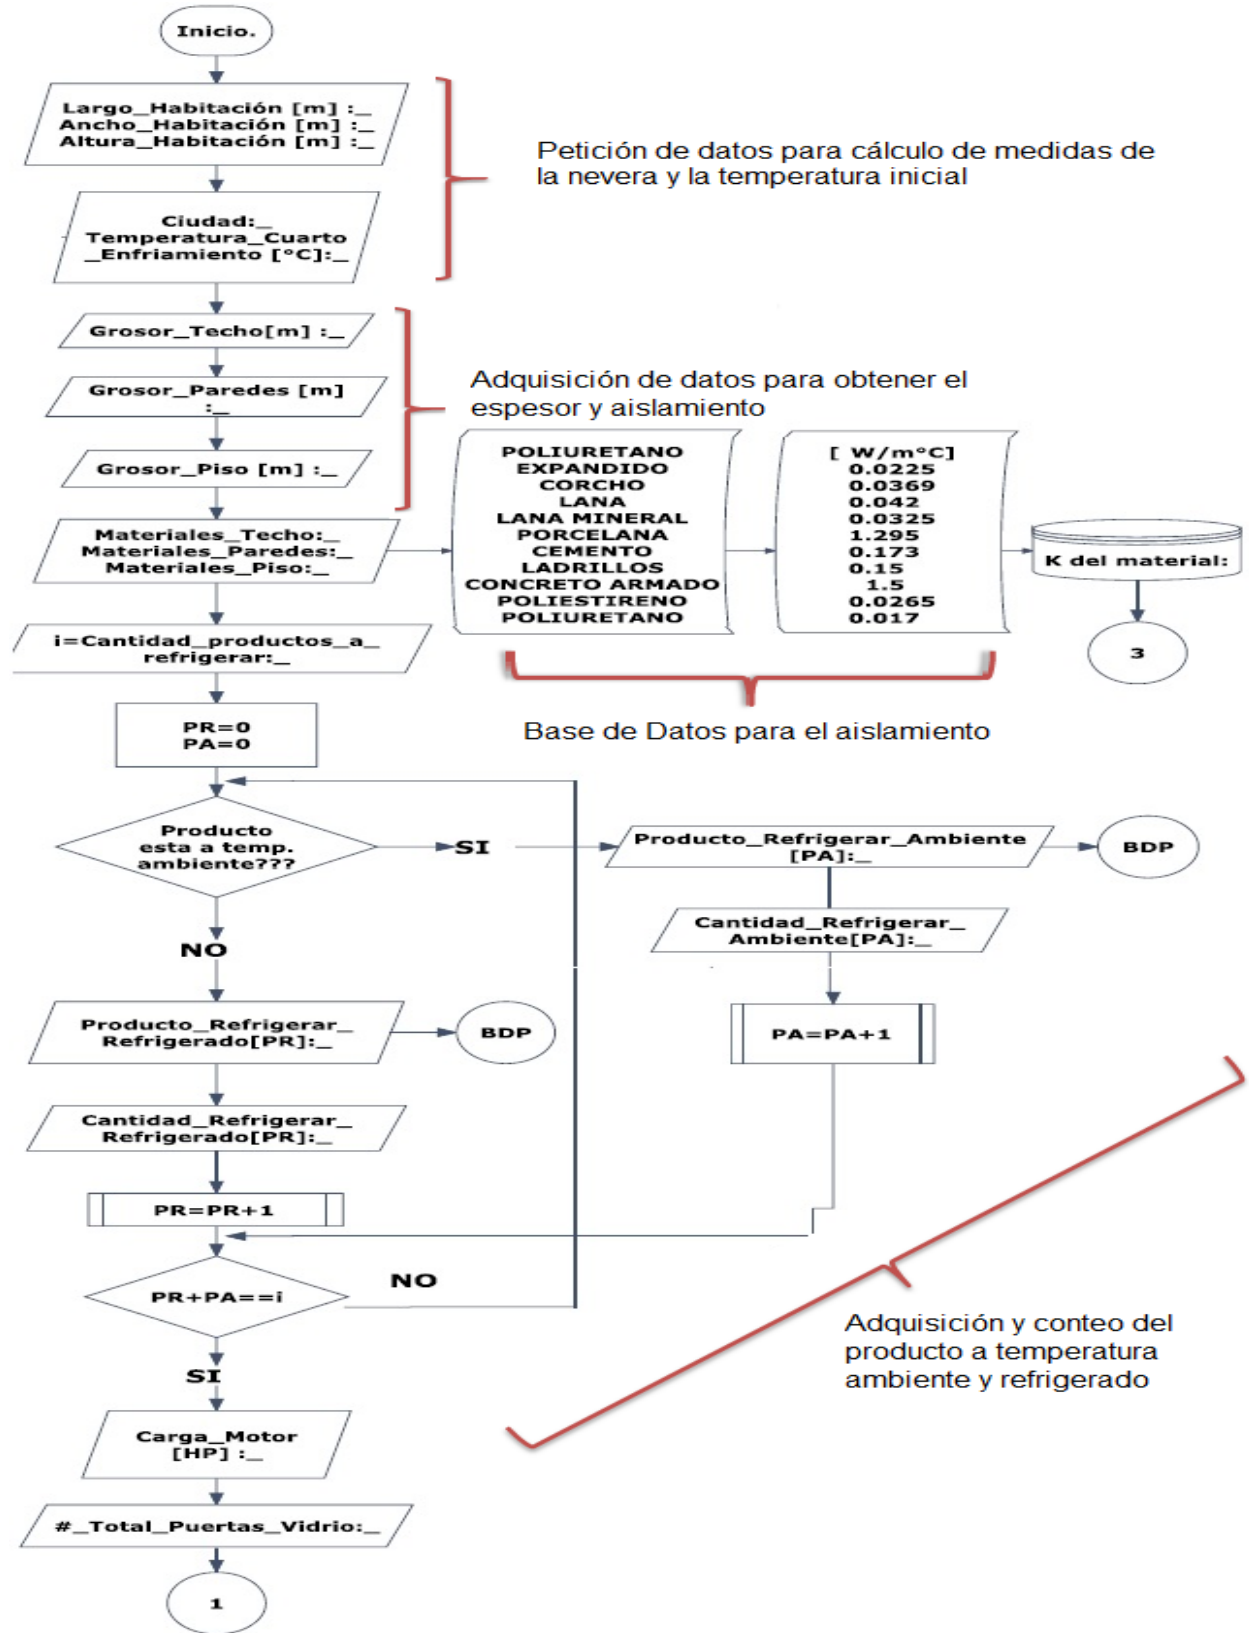 Inicio.
Largo_Habitación [m] :_
Ancho_Habitación [m] :_
Altura_Habitación [m] :_
Petición de datos para cálculo de medidas de
la nevera y la temperatura inicial
Ciudad:_
Temperatura_Cuarto
_Enfriamiento [°C]:_
Grosor_Techo[m] :_
Grosor_Paredes [m]
:_
Grosor_Piso [m] :_
Adquisición de datos para obtener el
espesor y aislamiento
Materiales_Techo:_
Materiales_Paredes:_
Materiales_Piso:_
POLIURETANO
EXPANDIDO
CORCHO
LANA
LANA MINERAL
PORCELANA
CEMENTO
LADRILLOS
CONCRETO ARMADO
POLIESTIRENO
POLIURETANO
[ W/m°C]
0.0225
0.0369
0.042
0.0325
1.295
0.173
0.15
1.5
0.0265
0.017
K del material:
3
Base de Datos para el aislamiento
i=Cantidad_productos_a_
refrigerar:_
PR=0
PA=0
Producto
esta a temp.
ambiente???
SI
Producto_Refrigerar_Ambiente
[PA]:_
BDP
Cantidad_Refrigerar_
Ambiente[PA]:_
PA=PA+1
NO
Producto_Refrigerar_
Refrigerado[PR]:_
BDP
Cantidad_Refrigerar_
Refrigerado[PR]:_
PR=PR+1
PR+PA==i
NO
SI
Adquisición y conteo del
producto a temperatura
ambiente y refrigerado
Carga_Motor
[HP] :_
#_Total_Puertas_Vidrio:_
1